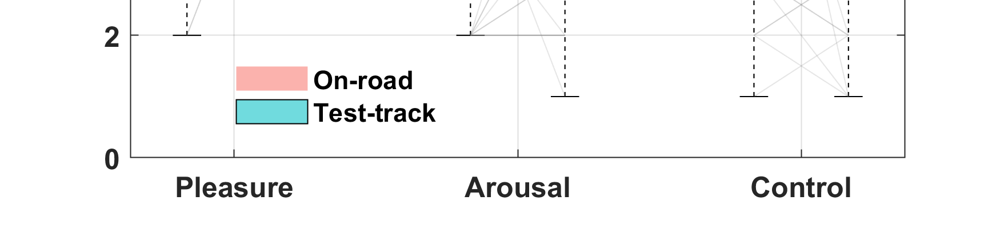 2
On-road
Test-track
0
Pleasure Arousal Control